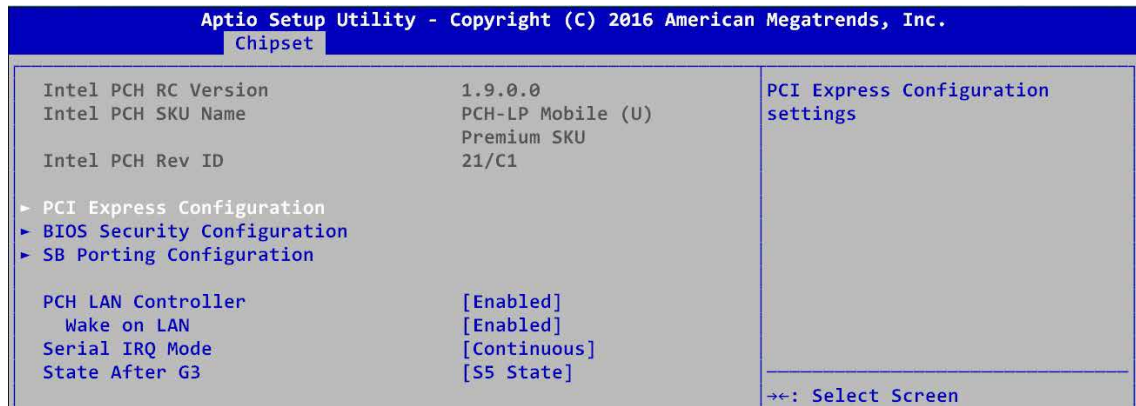 Aptio Setup Utility - Copyright (C) 2016 American Megatrends, Inc.
Chipset
Intel PCH RC Version 1.9.0.0
Intel PCH SKU Name PCH-LP Mobile (U)
Premium SKU
Intel PCH Rev ID 21/C1
► PCI Express Configuration
► BIOS Security Configuration
► SB Porting Configuration
PCH LAN Controller [Enabled]
Wake on LAN [Enabled]
Serial IRQ Mode [Continuous]
State After G3 [S5 State]
PCI Express Configuration
settings
→←: Select Screen